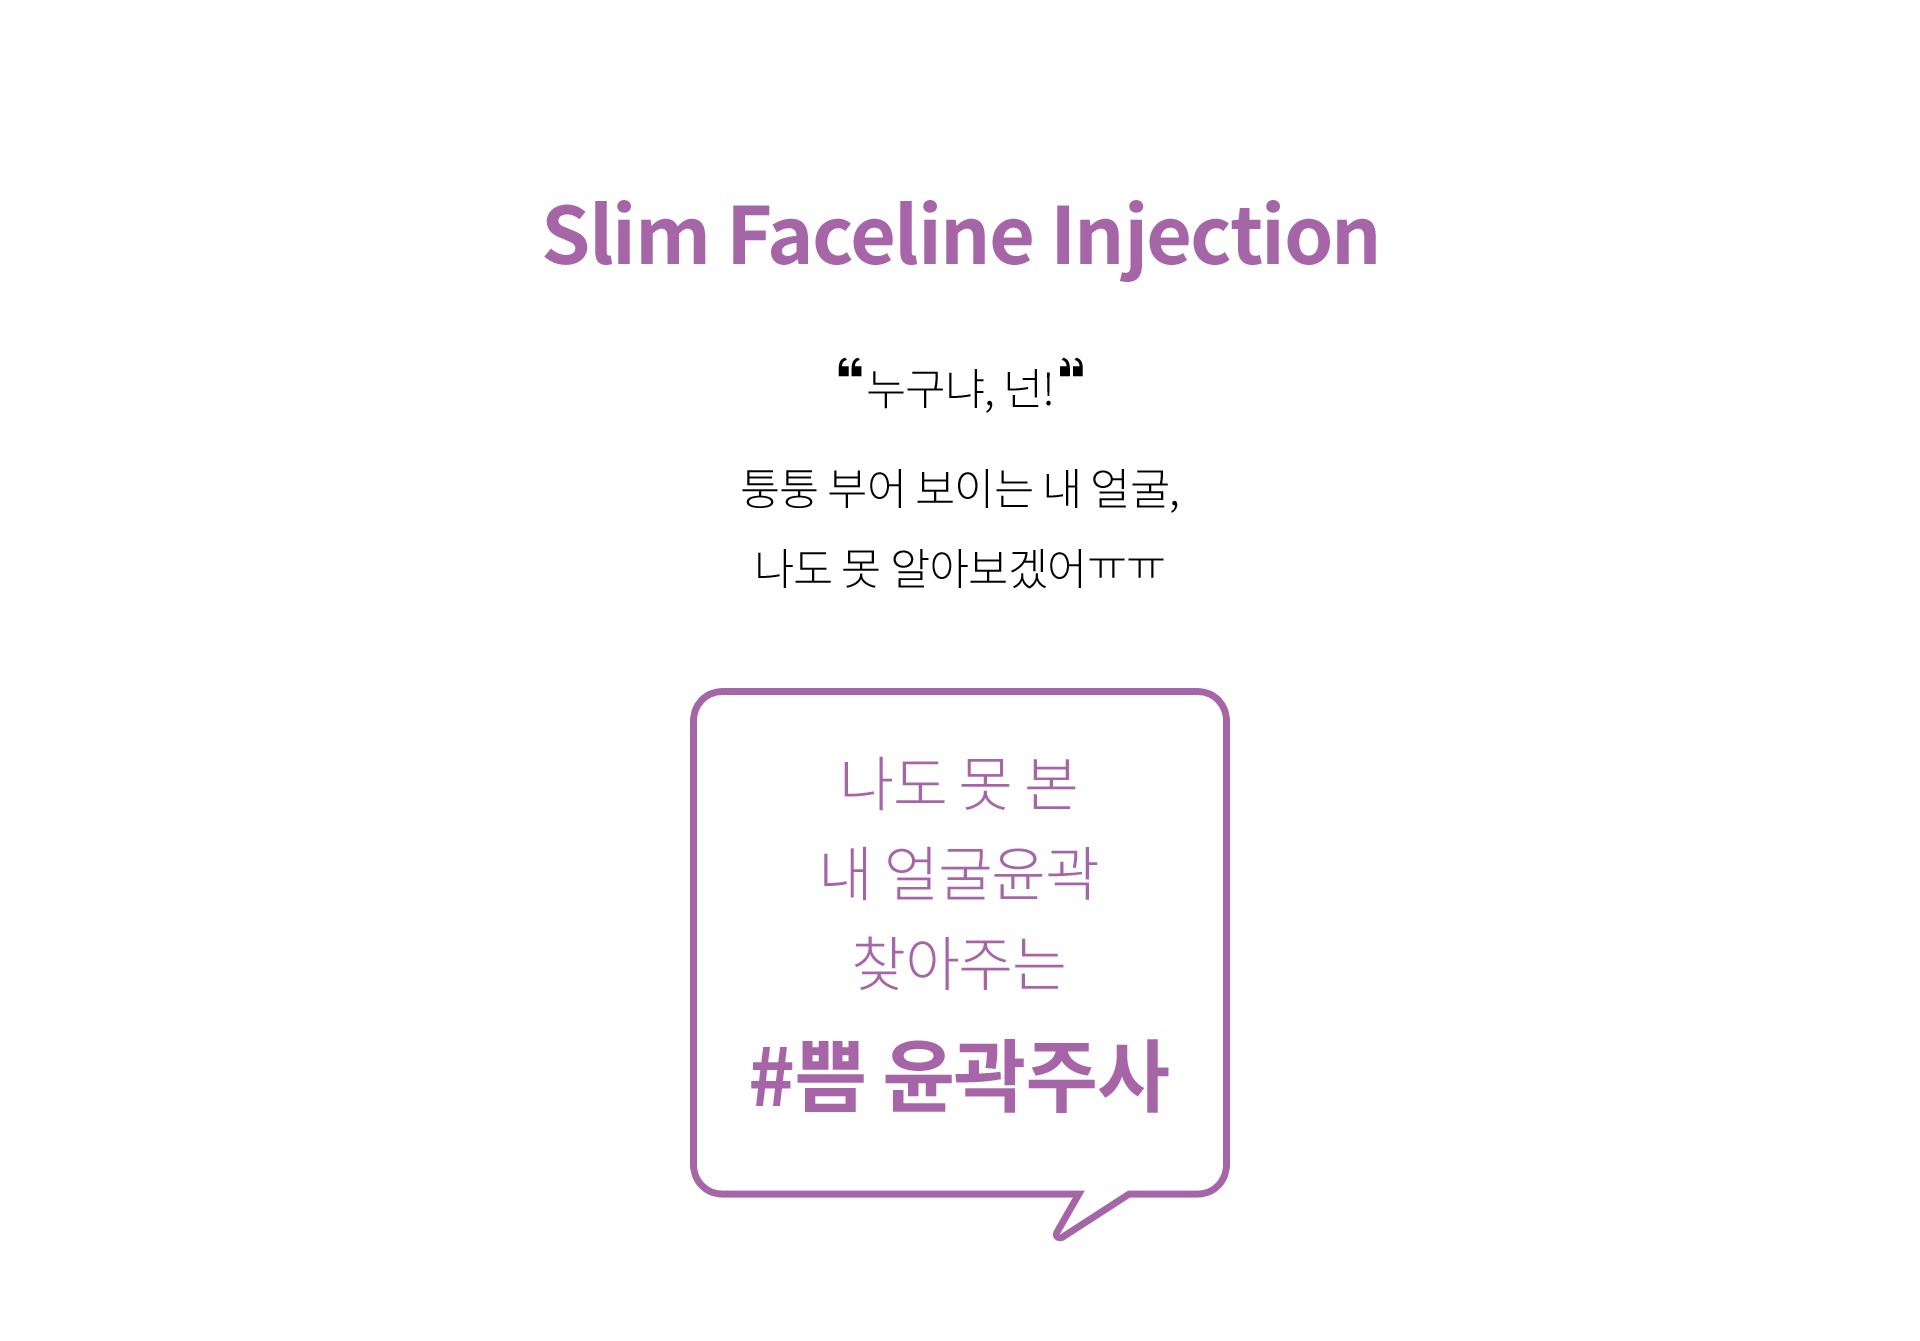 Slim Faceline Injection
“누구냐, 넌!”
퉁퉁 부어 보이는 내 얼굴,
나도 못 알아보겠어ㅠㅠ
나도 못 본
내 얼굴윤곽
찾아주는
#쁨 윤곽주사